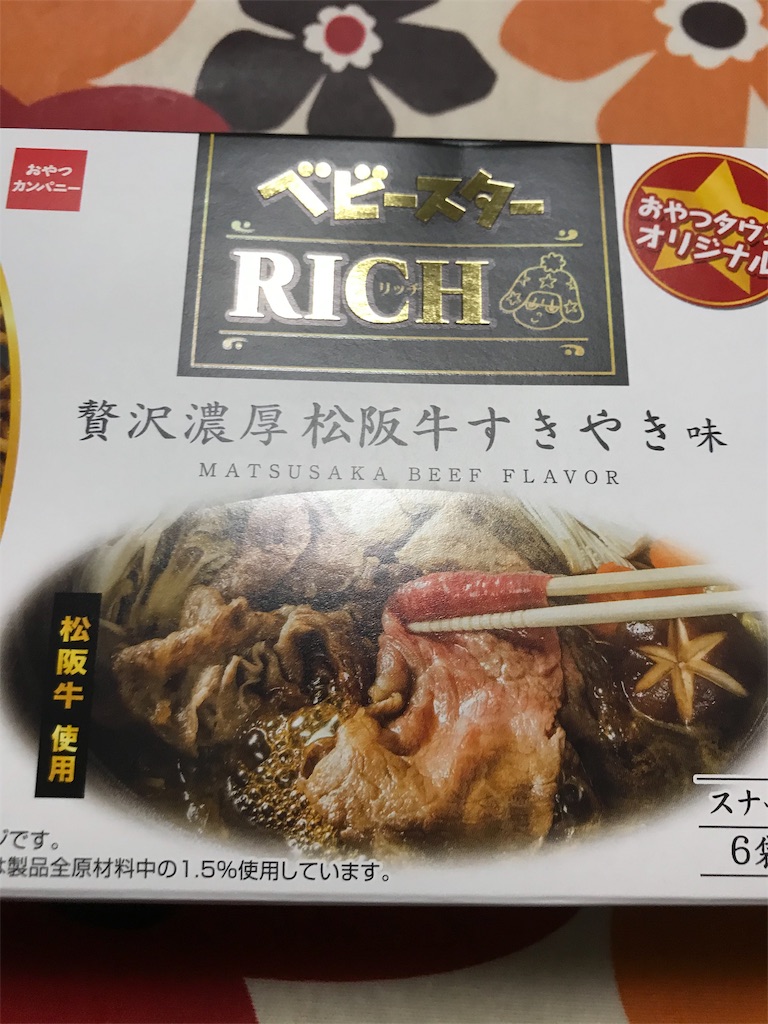 おやつ
カンパニー
ベビースター
RICH
リッチ
おやつタウン
オリジナル
贅沢濃厚 松阪牛すきやき味
MATSUSAKA BEEF FLAVOR
松阪牛 使用
ジです。
は製品全原材料中の1.5%使用しています。
スナッ
6袋